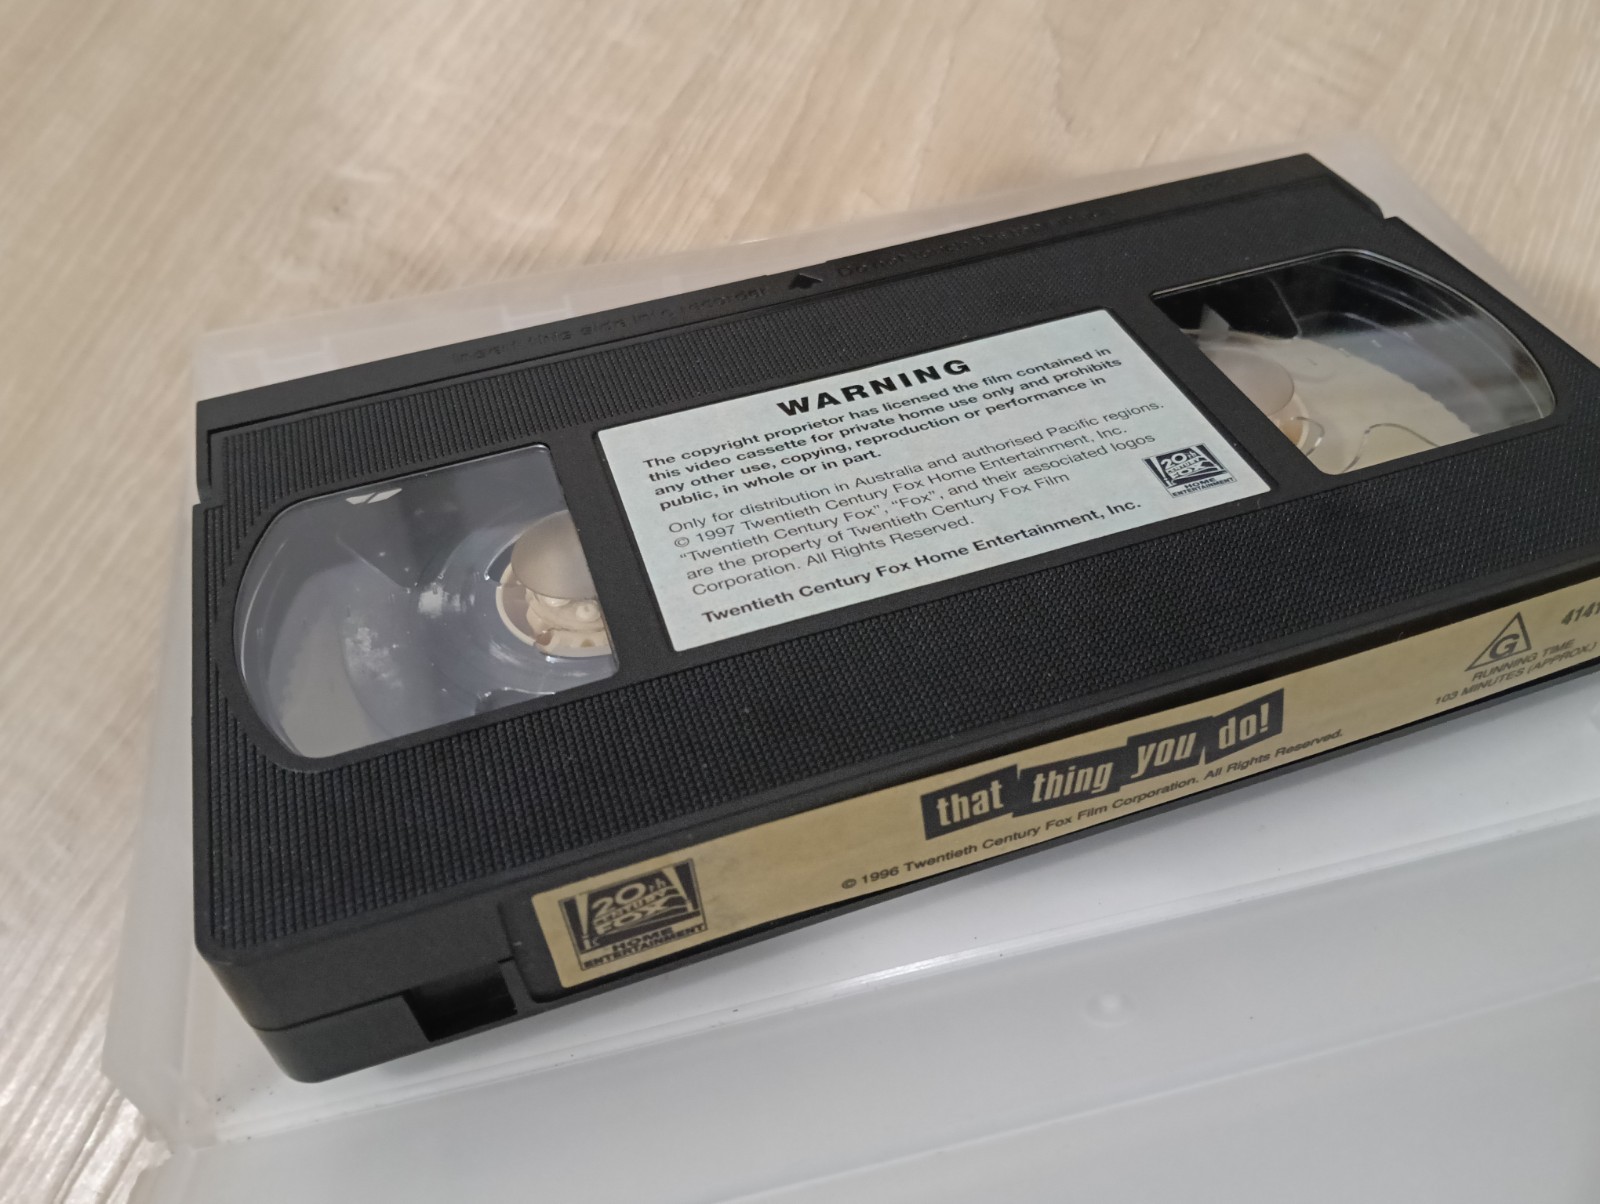 Insert this side into recorder
WARNING
The copyright proprietor has licensed the film contained in
this video cassette for private home use only and prohibits
any other use, copying, reproduction or performance in
public, in whole or in part.
Only for distribution in Australia and authorised Pacific regions.
© 1997 Twentieth Century Fox Home Entertainment, Inc.
“Twentieth Century Fox”, “Fox”, and their associated logos
are the property of Twentieth Century Fox Film
Corporation. All Rights Reserved.
Twentieth Century Fox Home Entertainment, Inc.
20th
CENTURY
FOX
HOME
ENTERTAINMENT
20th
CENTURY
FOX
HOME
ENTERTAINMENT
that thing you do!
© 1996 Twentieth Century Fox Film Corporation. All Rights Reserved.
G
RUNNING TIME
103 MINUTES (APPROX.)